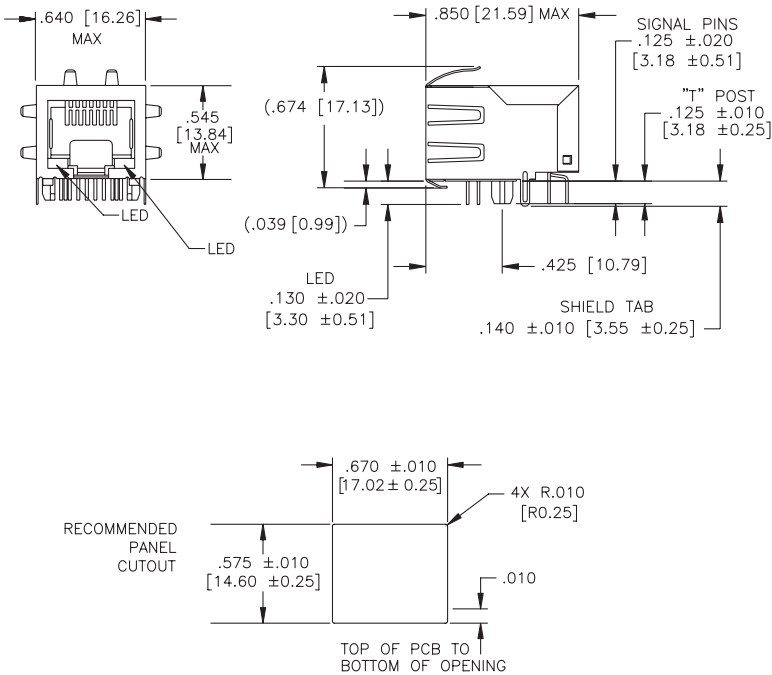 .640 [16.26]
MAX
.545
[13.84]
MAX
LED
LED
.850 [21.59] MAX
(.674 [17.13])
(.039 [0.99])
LED
.130 ±.020
[3.30 ±0.51]
SIGNAL PINS
.125 ±.020
[3.18 ±0.51]
"T" POST
.125 ±.010
[3.18 ±0.25]
.425 [10.79]
SHIELD TAB
.140 ±.010 [3.55 ±0.25]
RECOMMENDED
PANEL
CUTOUT
.670 ±.010
[17.02± 0.25]
4X R.010
[R0.25]
.575 ±.010
[14.60 ±0.25]
.010
TOP OF PCB TO
BOTTOM OF OPENING